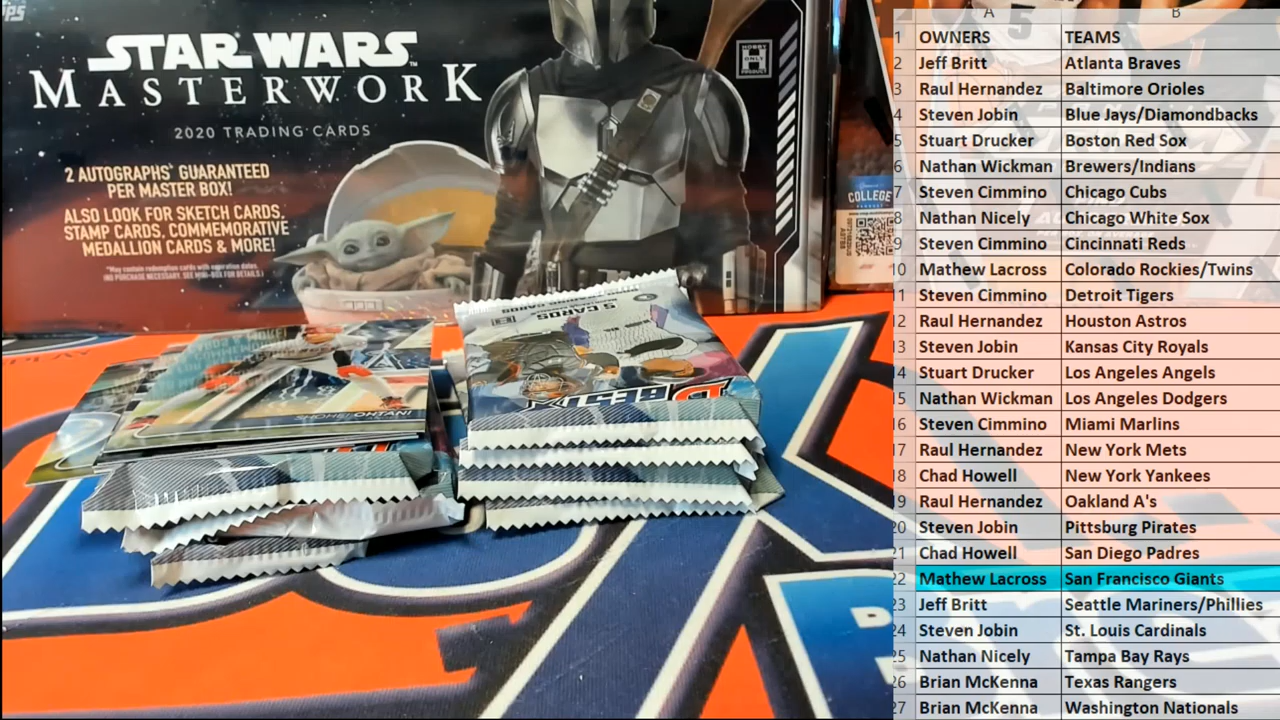 STAR WARS
MASTERWORK
2020 TRADING CARDS
2 AUTOGRAPHS* GUARANTEED
PER MASTER BOX!
ALSO LOOK FOR SKETCH CARDS,
STAMP CARDS, COMMEMORATIVE
MEDALLION CARDS & MORE!
HOBBY
H
ONLY
PRODUCT
COLLEGE
5 CARDS
SHOHEI OHTANI
A B
1 OWNERS TEAMS
2 Jeff Britt Atlanta Braves
3 Raul Hernandez Baltimore Orioles
4 Steven Jobin Blue Jays/Diamondbacks
5 Stuart Drucker Boston Red Sox
6 Nathan Wickman Brewers/Indians
7 Steven Cimmino Chicago Cubs
8 Nathan Nicely Chicago White Sox
9 Steven Cimmino Cincinnati Reds
10 Mathew Lacross Colorado Rockies/Twins
11 Steven Cimmino Detroit Tigers
12 Raul Hernandez Houston Astros
13 Steven Jobin Kansas City Royals
14 Stuart Drucker Los Angeles Angels
15 Nathan Wickman Los Angeles Dodgers
16 Steven Cimmino Miami Marlins
17 Raul Hernandez New York Mets
18 Chad Howell New York Yankees
19 Raul Hernandez Oakland A's
20 Steven Jobin Pittsburg Pirates
21 Chad Howell San Diego Padres
22 Mathew Lacross San Francisco Giants
23 Jeff Britt Seattle Mariners/Phillies
24 Steven Jobin St. Louis Cardinals
25 Nathan Nicely Tampa Bay Rays
26 Brian McKenna Texas Rangers
27 Brian McKenna Washington Nationals